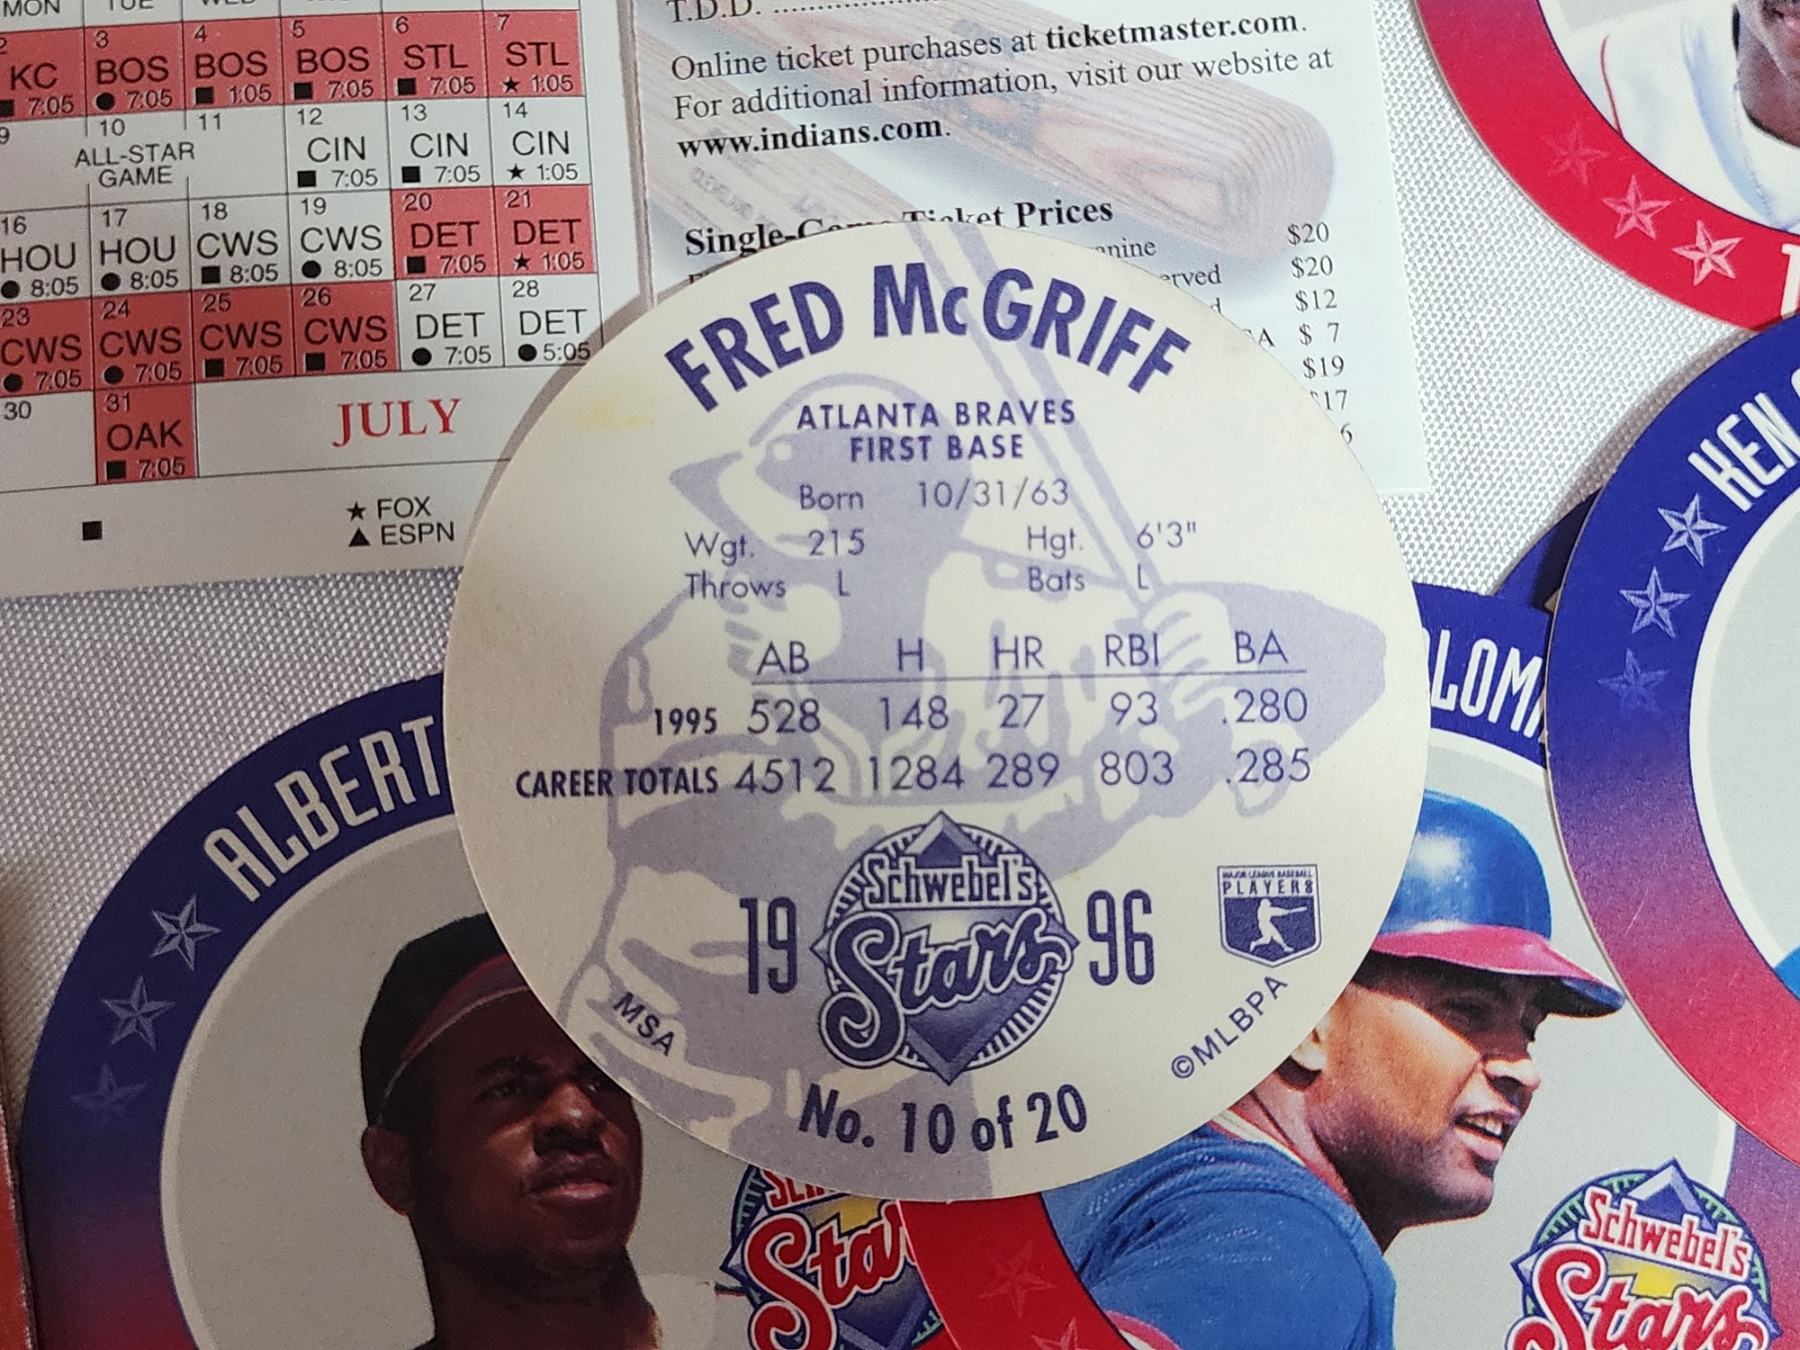 MON TUE WED
2 3 4 5 6 7
KC BOS BOS BOS STL STL
■ 7:05 ● 7:05 ■ 1:05 ■ 7:05 ■ 7:05 ★ 1:05
9 10 11 12 13 14
ALL-STAR GAME CIN CIN CIN
■ 7:05 ■ 7:05 ★ 1:05
16 17 18 19 20 21
HOU HOU CWS CWS DET DET
● 8:05 ● 8:05 ■ 8:05 ● 8:05 ■ 7:05 ★ 1:05
23 24 25 26 27 28
CWS CWS CWS CWS DET DET
● 7:05 ● 7:05 ■ 7:05 ■ 7:05 ● 7:05 ● 5:05
30 31
OAK
■ 7:05
JULY
■
★ FOX
▲ ESPN
T.D.D.
Online ticket purchases at ticketmaster.com.
For additional information, visit our website at
www.indians.com.
Single-Game Ticket Prices
$20
$20
$12
$ 7
$19
FRED McGRIFF
ATLANTA BRAVES
FIRST BASE
Born 10/31/63
Wgt. 215 Hgt. 6'3"
Throws L Bats L
AB H HR RBI BA
1995 528 148 27 93 .280
CAREER TOTALS 4512 1284 289 803 .285
19 Schwebel's Stars 96
MAJOR LEAGUE BASEBALL
PLAYERS
MSA
©MLBPA
No. 10 of 20
ALBERT
KEN
Schwebel's
Stars